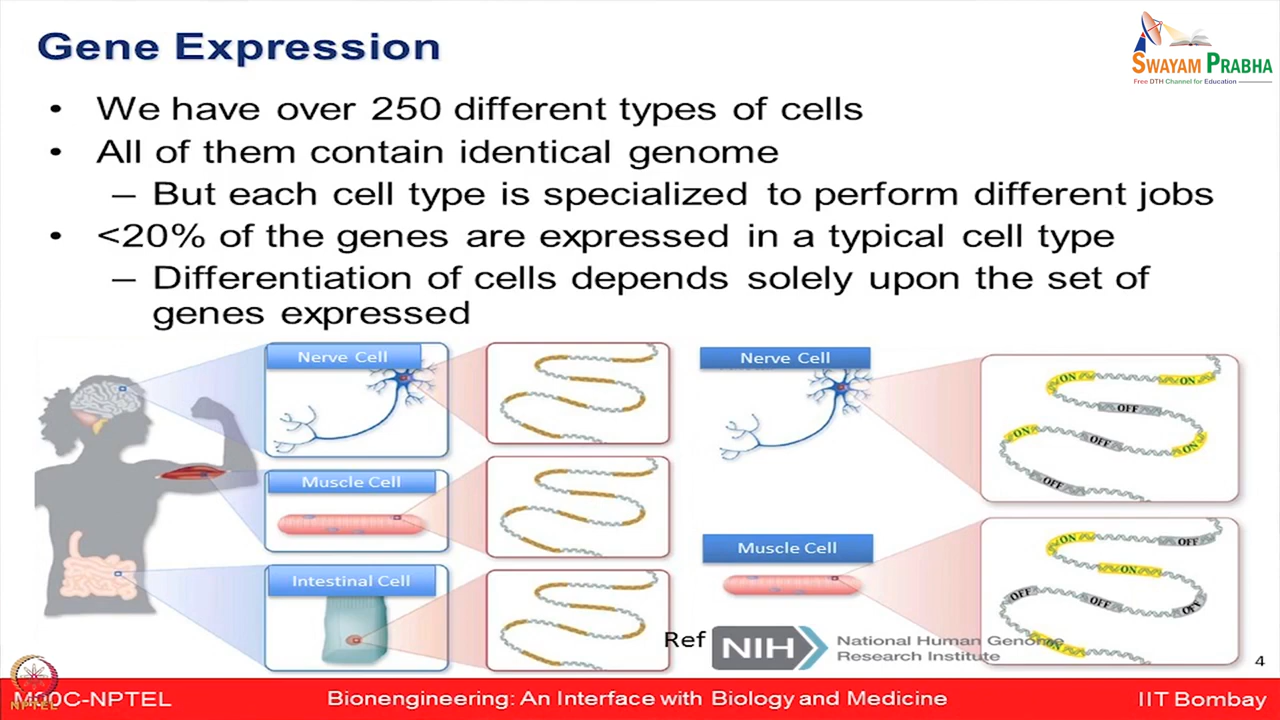 Gene Expression
SWAYAM PRABHA
Free DTH Channel for Education
• We have over 250 different types of cells
• All of them contain identical genome
– But each cell type is specialized to perform different jobs
• <20% of the genes are expressed in a typical cell type
– Differentiation of cells depends solely upon the set of
genes expressed
Nerve Cell
Muscle Cell
Intestinal Cell
Nerve Cell
ON
ON
OFF
ON
OFF
ON
OFF
Muscle Cell
ON
OFF
ON
OFF
OFF
OFF
ON
Ref
NIH
National Human Genome
Research Institute
4
MOOC-NPTEL
NPTEL
Bionengineering: An Interface with Biology and Medicine
IIT Bombay